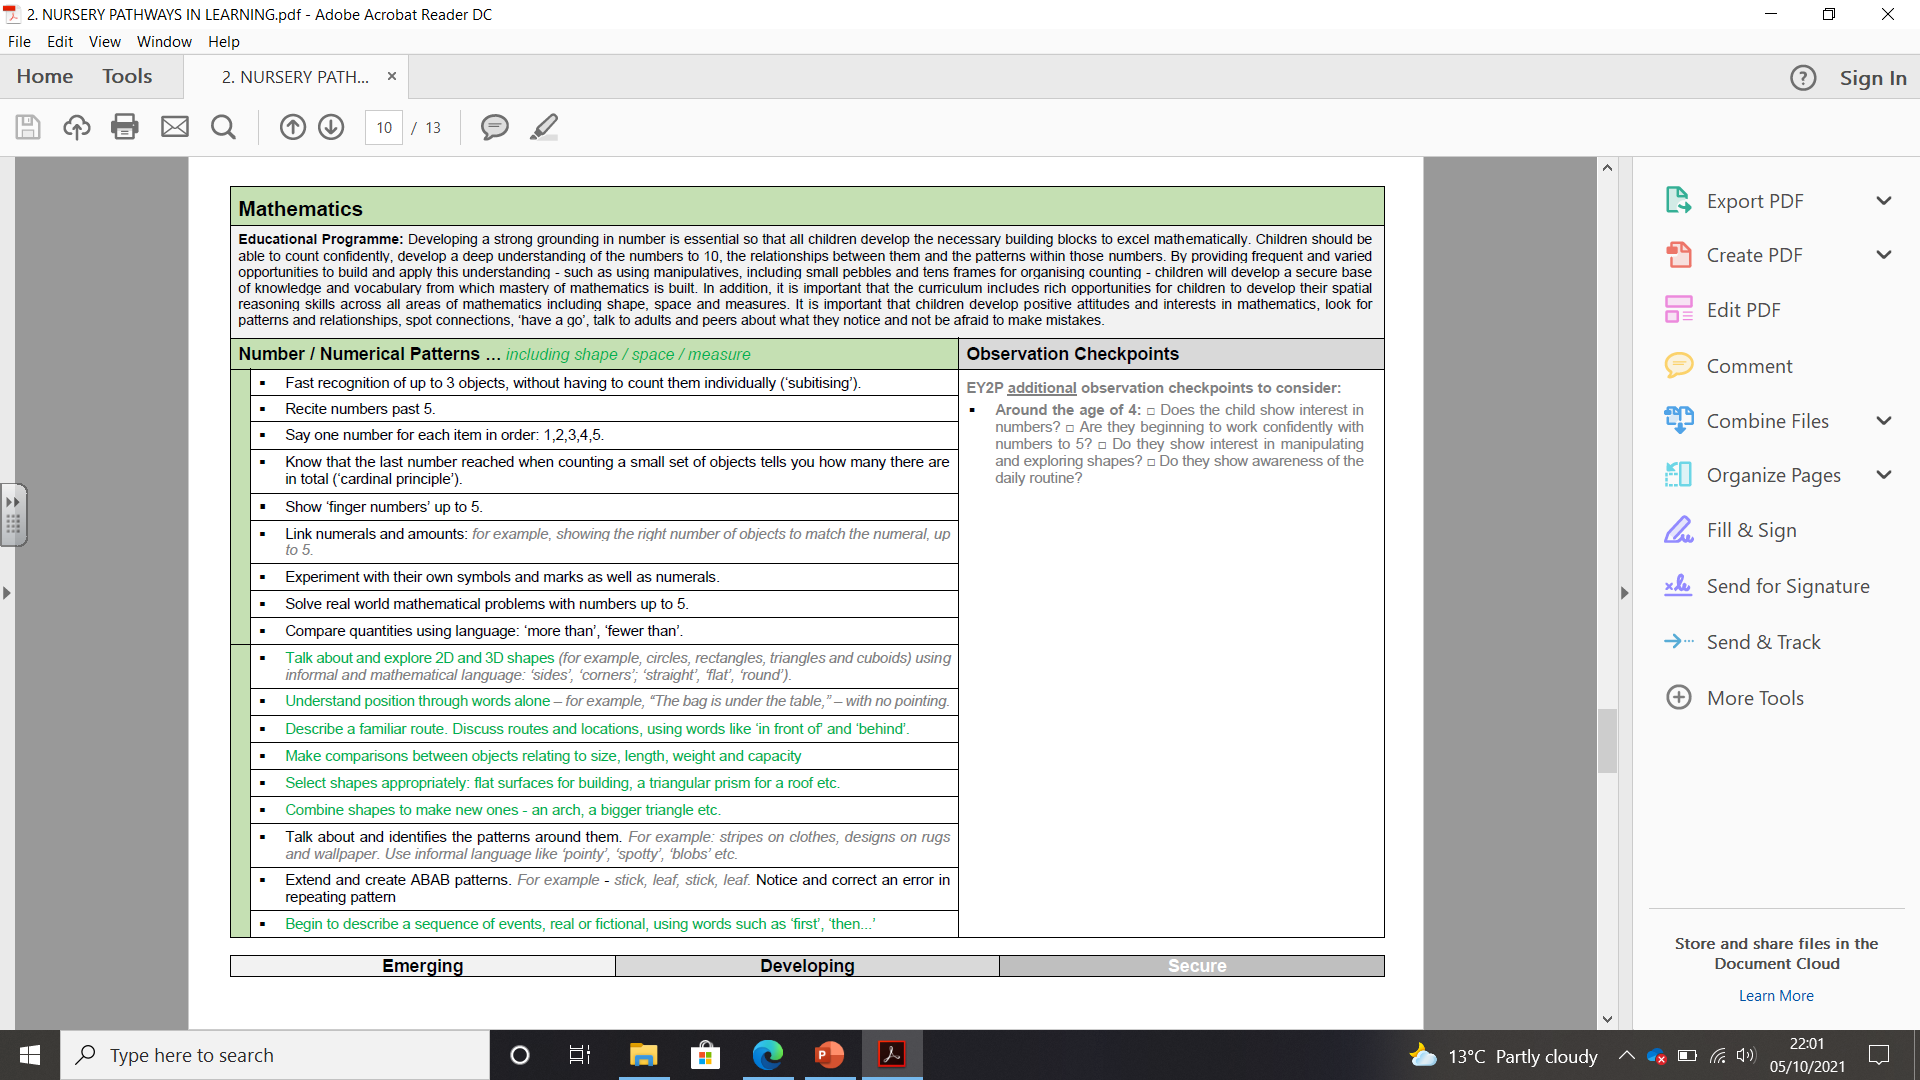 2. NURSERY PATHWAYS IN LEARNING.pdf - Adobe Acrobat Reader DC
File Edit View Window Help
Home Tools 2. NURSERY PATH... × ? Sign In
10 / 13
Mathematics
Educational Programme: Developing a strong grounding in number is essential so that all children develop the necessary building blocks to excel mathematically. Children should be
able to count confidently, develop a deep understanding of the numbers to 10, the relationships between them and the patterns within those numbers. By providing frequent and varied
opportunities to build and apply this understanding - such as using manipulatives, including small pebbles and tens frames for organising counting - children will develop a secure base
of knowledge and vocabulary from which mastery of mathematics is built. In addition, it is important that the curriculum includes rich opportunities for children to develop their spatial
reasoning skills across all areas of mathematics including shape, space and measures. It is important that children develop positive attitudes and interests in mathematics, look for
patterns and relationships, spot connections, ‘have a go’, talk to adults and peers about what they notice and not be afraid to make mistakes.
Number / Numerical Patterns … including shape / space / measure
▪ Fast recognition of up to 3 objects, without having to count them individually (‘subitising’).
▪ Recite numbers past 5.
▪ Say one number for each item in order: 1,2,3,4,5.
▪ Know that the last number reached when counting a small set of objects tells you how many there are
in total (‘cardinal principle’).
▪ Show ‘finger numbers’ up to 5.
▪ Link numerals and amounts: for example, showing the right number of objects to match the numeral, up
to 5.
▪ Experiment with their own symbols and marks as well as numerals.
▪ Solve real world mathematical problems with numbers up to 5.
▪ Compare quantities using language: ‘more than’, ‘fewer than’.
▪ Talk about and explore 2D and 3D shapes (for example, circles, rectangles, triangles and cuboids) using
informal and mathematical language: ‘sides’, ‘corners’; ‘straight’, ‘flat’, ‘round’).
▪ Understand position through words alone – for example, “The bag is under the table,” – with no pointing.
▪ Describe a familiar route. Discuss routes and locations, using words like ‘in front of’ and ‘behind’.
▪ Make comparisons between objects relating to size, length, weight and capacity
▪ Select shapes appropriately: flat surfaces for building, a triangular prism for a roof etc.
▪ Combine shapes to make new ones - an arch, a bigger triangle etc.
▪ Talk about and identifies the patterns around them. For example: stripes on clothes, designs on rugs
and wallpaper. Use informal language like ‘pointy’, ‘spotty’, ‘blobs’ etc.
▪ Extend and create ABAB patterns. For example - stick, leaf, stick, leaf. Notice and correct an error in
repeating pattern
▪ Begin to describe a sequence of events, real or fictional, using words such as ‘first’, ‘then...’
Observation Checkpoints
EY2P additional observation checkpoints to consider:
▪ Around the age of 4: □ Does the child show interest in
numbers? □ Are they beginning to work confidently with
numbers to 5? □ Do they show interest in manipulating
and exploring shapes? □ Do they show awareness of the
daily routine?
Emerging Developing Secure
Export PDF
Create PDF
Edit PDF
Comment
Combine Files
Organize Pages
Fill & Sign
Send for Signature
Send & Track
More Tools
Store and share files in the
Document Cloud
Learn More
Type here to search
13°C Partly cloudy
22:01
05/10/2021